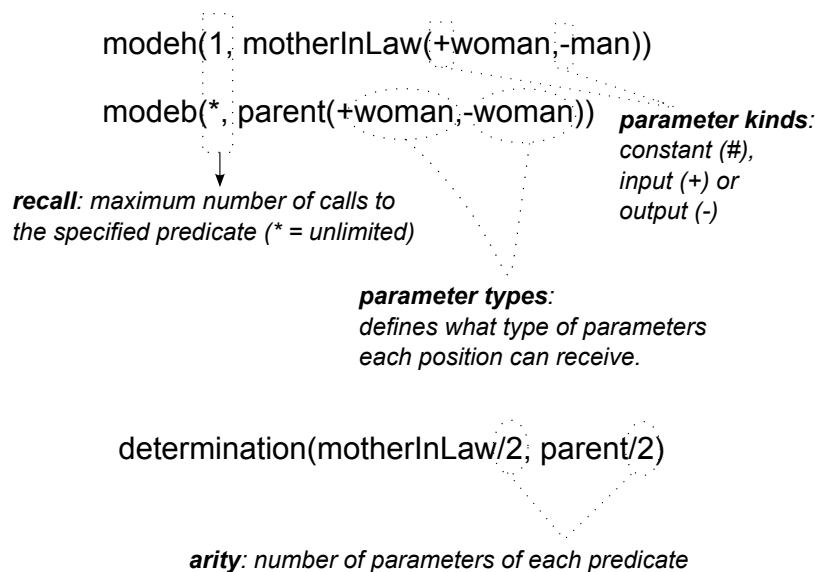 modeh(1, motherInLaw(+woman,-man))
modeb(*, parent(+woman,-woman))
parameter kinds:
constant (#),
input (+) or
output (-)
recall: maximum number of calls to
the specified predicate (* = unlimited)
parameter types:
defines what type of parameters
each position can receive.
determination(motherInLaw/2, parent/2)
arity: number of parameters of each predicate